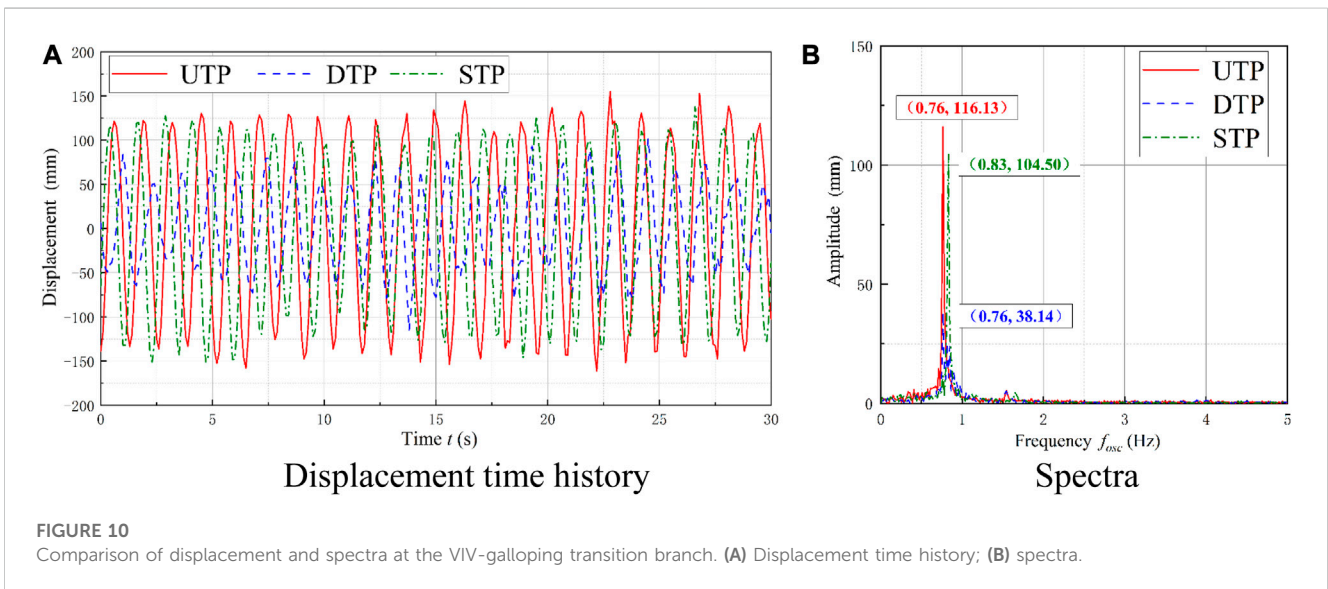 A
B
UTP DTP STP
200
150
100
50
0
-50
-100
-150
-200
Displacement (mm)
0 5 10 15 20 25 30
Time t (s)
Displacement time history
UTP
DTP
STP
(0.76, 116.13)
(0.83, 104.50)
(0.76, 38.14)
150
100
50
0
Amplitude (mm)
0 1 2 3 4 5
Frequency fosc (Hz)
Spectra
FIGURE 10
Comparison of displacement and spectra at the VIV-galloping transition branch. (A) Displacement time history; (B) spectra.